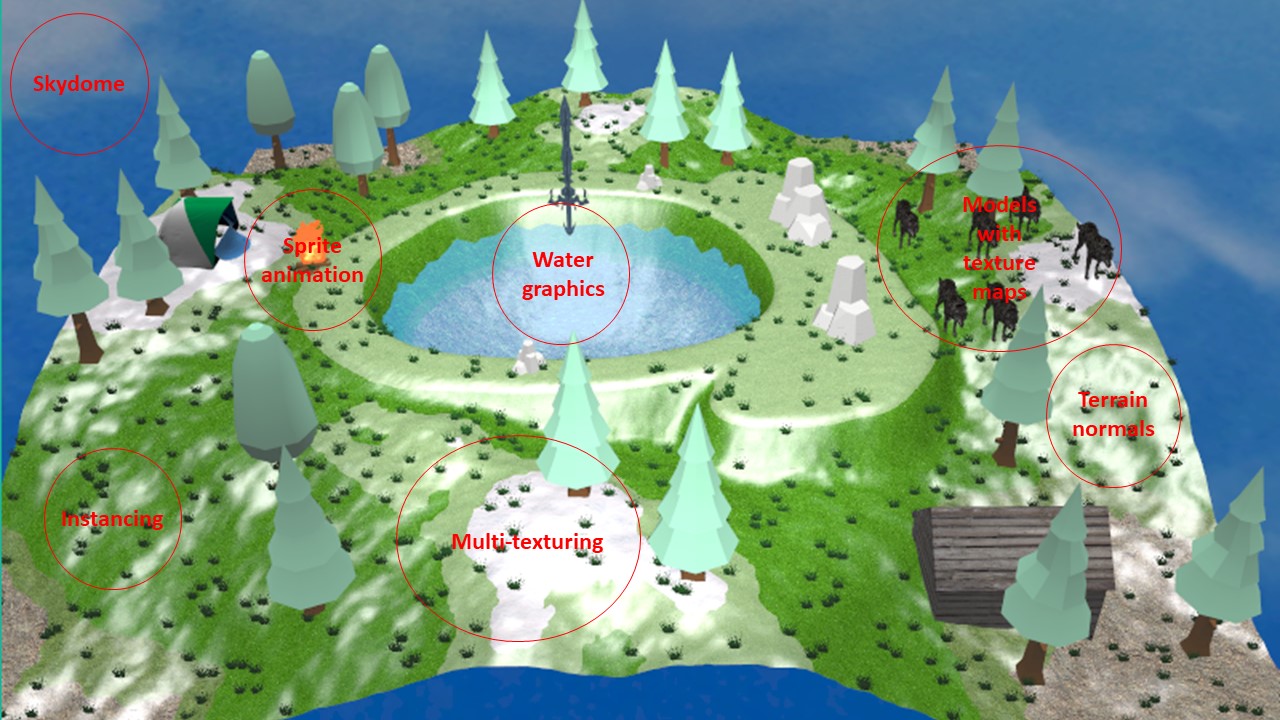 Skydome
Sprite
animation
Water
graphics
Models
with
texture
maps
Terrain
normals
Instancing
Multi-texturing